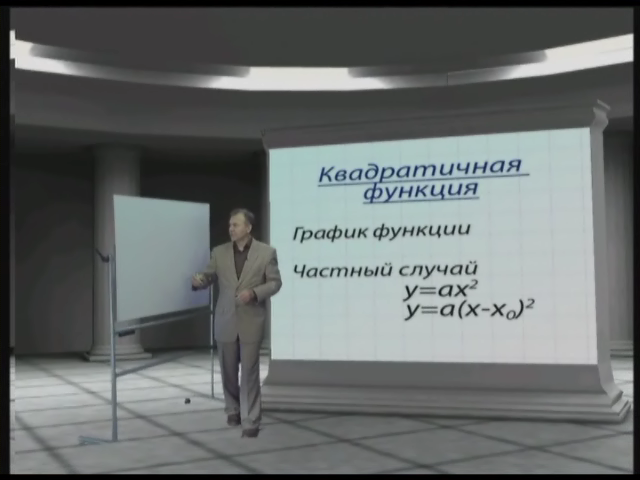 Квадратичная
функция
График функции
Частный случай
y=ax²
y=a(x-x₀)²